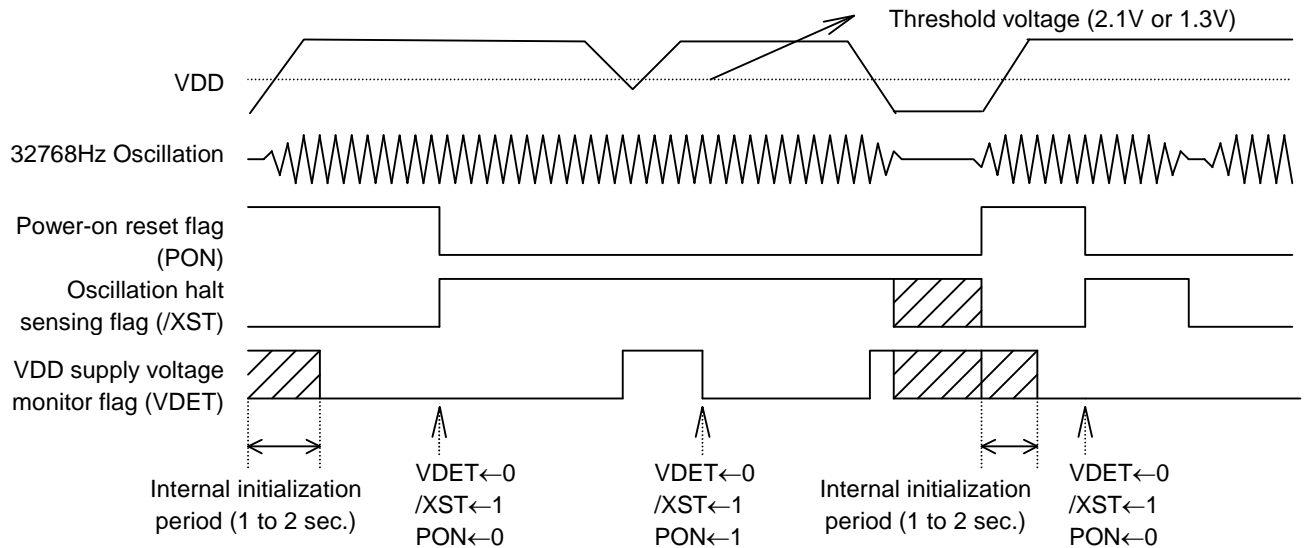 Threshold voltage (2.1V or 1.3V)
VDD
32768Hz Oscillation
Power-on reset flag
(PON)
Oscillation halt
sensing flag (/XST)
VDD supply voltage
monitor flag (VDET)
Internal initialization
period (1 to 2 sec.)
VDET←0
/XST←1
PON←0
VDET←0
/XST←1
PON←1
Internal initialization
period (1 to 2 sec.)
VDET←0
/XST←1
PON←0